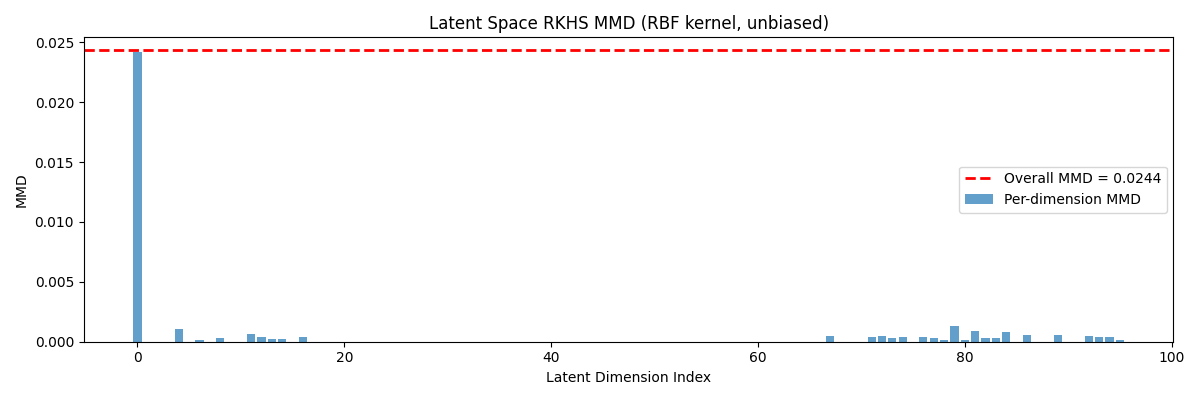 Latent Space RKHS MMD (RBF kernel, unbiased)
0.025
0.020
0.015
0.010
0.005
0.000
MMD
Overall MMD = 0.0244
Per-dimension MMD
0 20 40 60 80 100
Latent Dimension Index